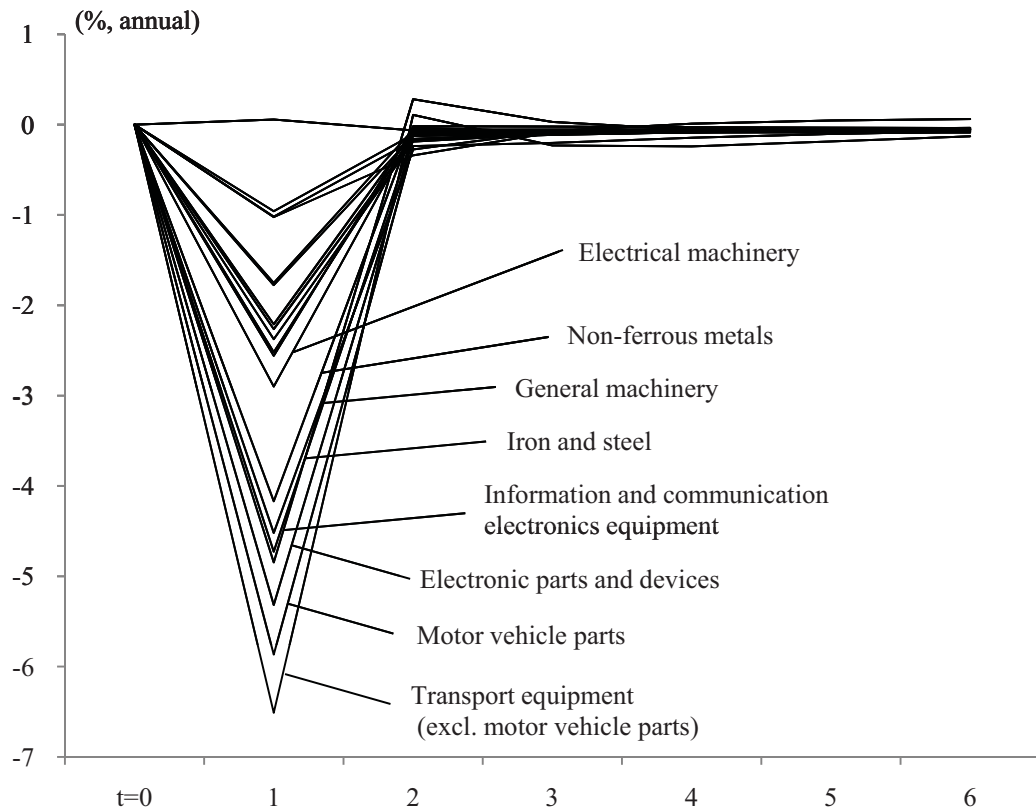 (%, annual)
1
0
-1
-2
-3
-4
-5
-6
-7
Electrical machinery
Non-ferrous metals
General machinery
Iron and steel
Information and communication
electronics equipment
Electronic parts and devices
Motor vehicle parts
Transport equipment
(excl. motor vehicle parts)
t=0 1 2 3 4 5 6